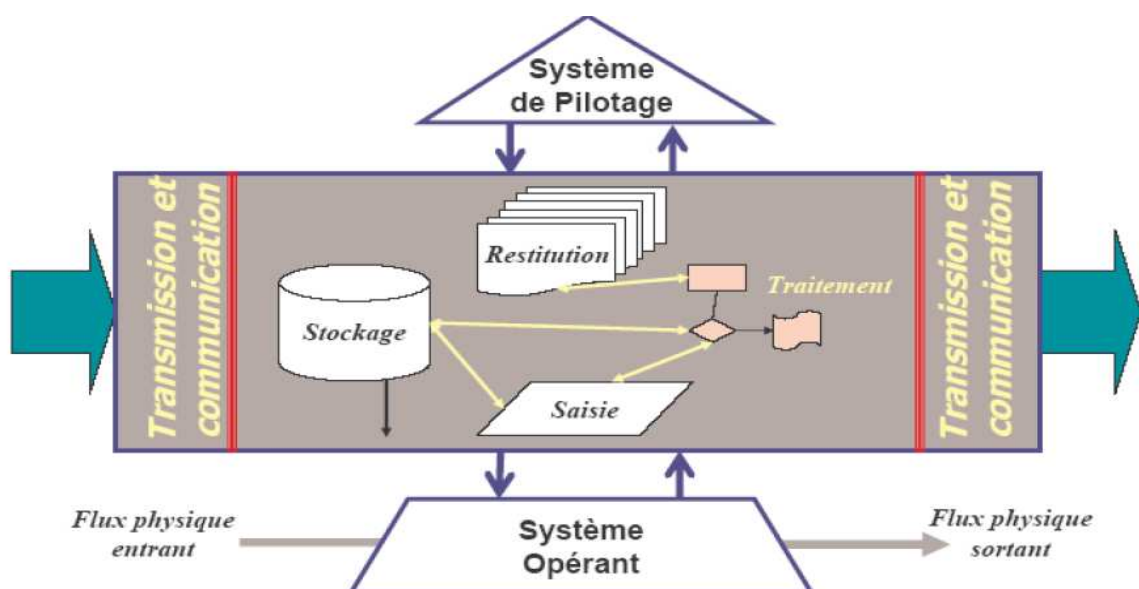 Système
de Pilotage
Transmission et
communication
Restitution
Traitement
Stockage
Saisie
Transmission et
communication
Flux physique
entrant
Système
Opérant
Flux physique
sortant